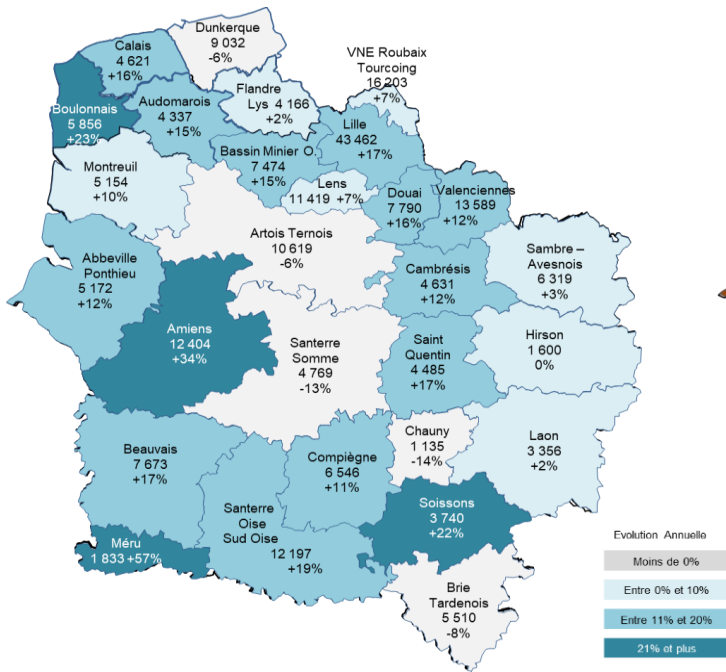 Dunkerque
9 032
-6%
Calais
4 621
+16%
VNE Roubaix
Tourcoing
16 203
+7%
Boulonnais
5 856
+23%
Audomarois
4 337
+15%
Flandre
Lys 4 166
+2%
Lille
43 462
+17%
Bassin Minier O.
7 474
+15%
Montreuil
5 154
+10%
Lens
11 419 +7%
Douai
7 790
+16%
Valenciennes
13 589
+12%
Artois Ternois
10 619
-6%
Abbeville
Ponthieu
5 172
+12%
Cambrésis
4 631
+12%
Sambre –
Avesnois
6 319
+3%
Amiens
12 404
+34%
Santerre
Somme
4 769
-13%
Saint
Quentin
4 485
+17%
Hirson
1 600
0%
Beauvais
7 673
+17%
Compiègne
6 546
+11%
Chauny
1 135
-14%
Laon
3 356
+2%
Santerre
Oise
Sud Oise
12 197
+19%
Soissons
3 740
+22%
Méru
1 833 +57%
Brie
Tardenois
5 510
-8%
Evolution Annuelle
Moins de 0%
Entre 0% et 10%
Entre 11% et 20%
21% et plus